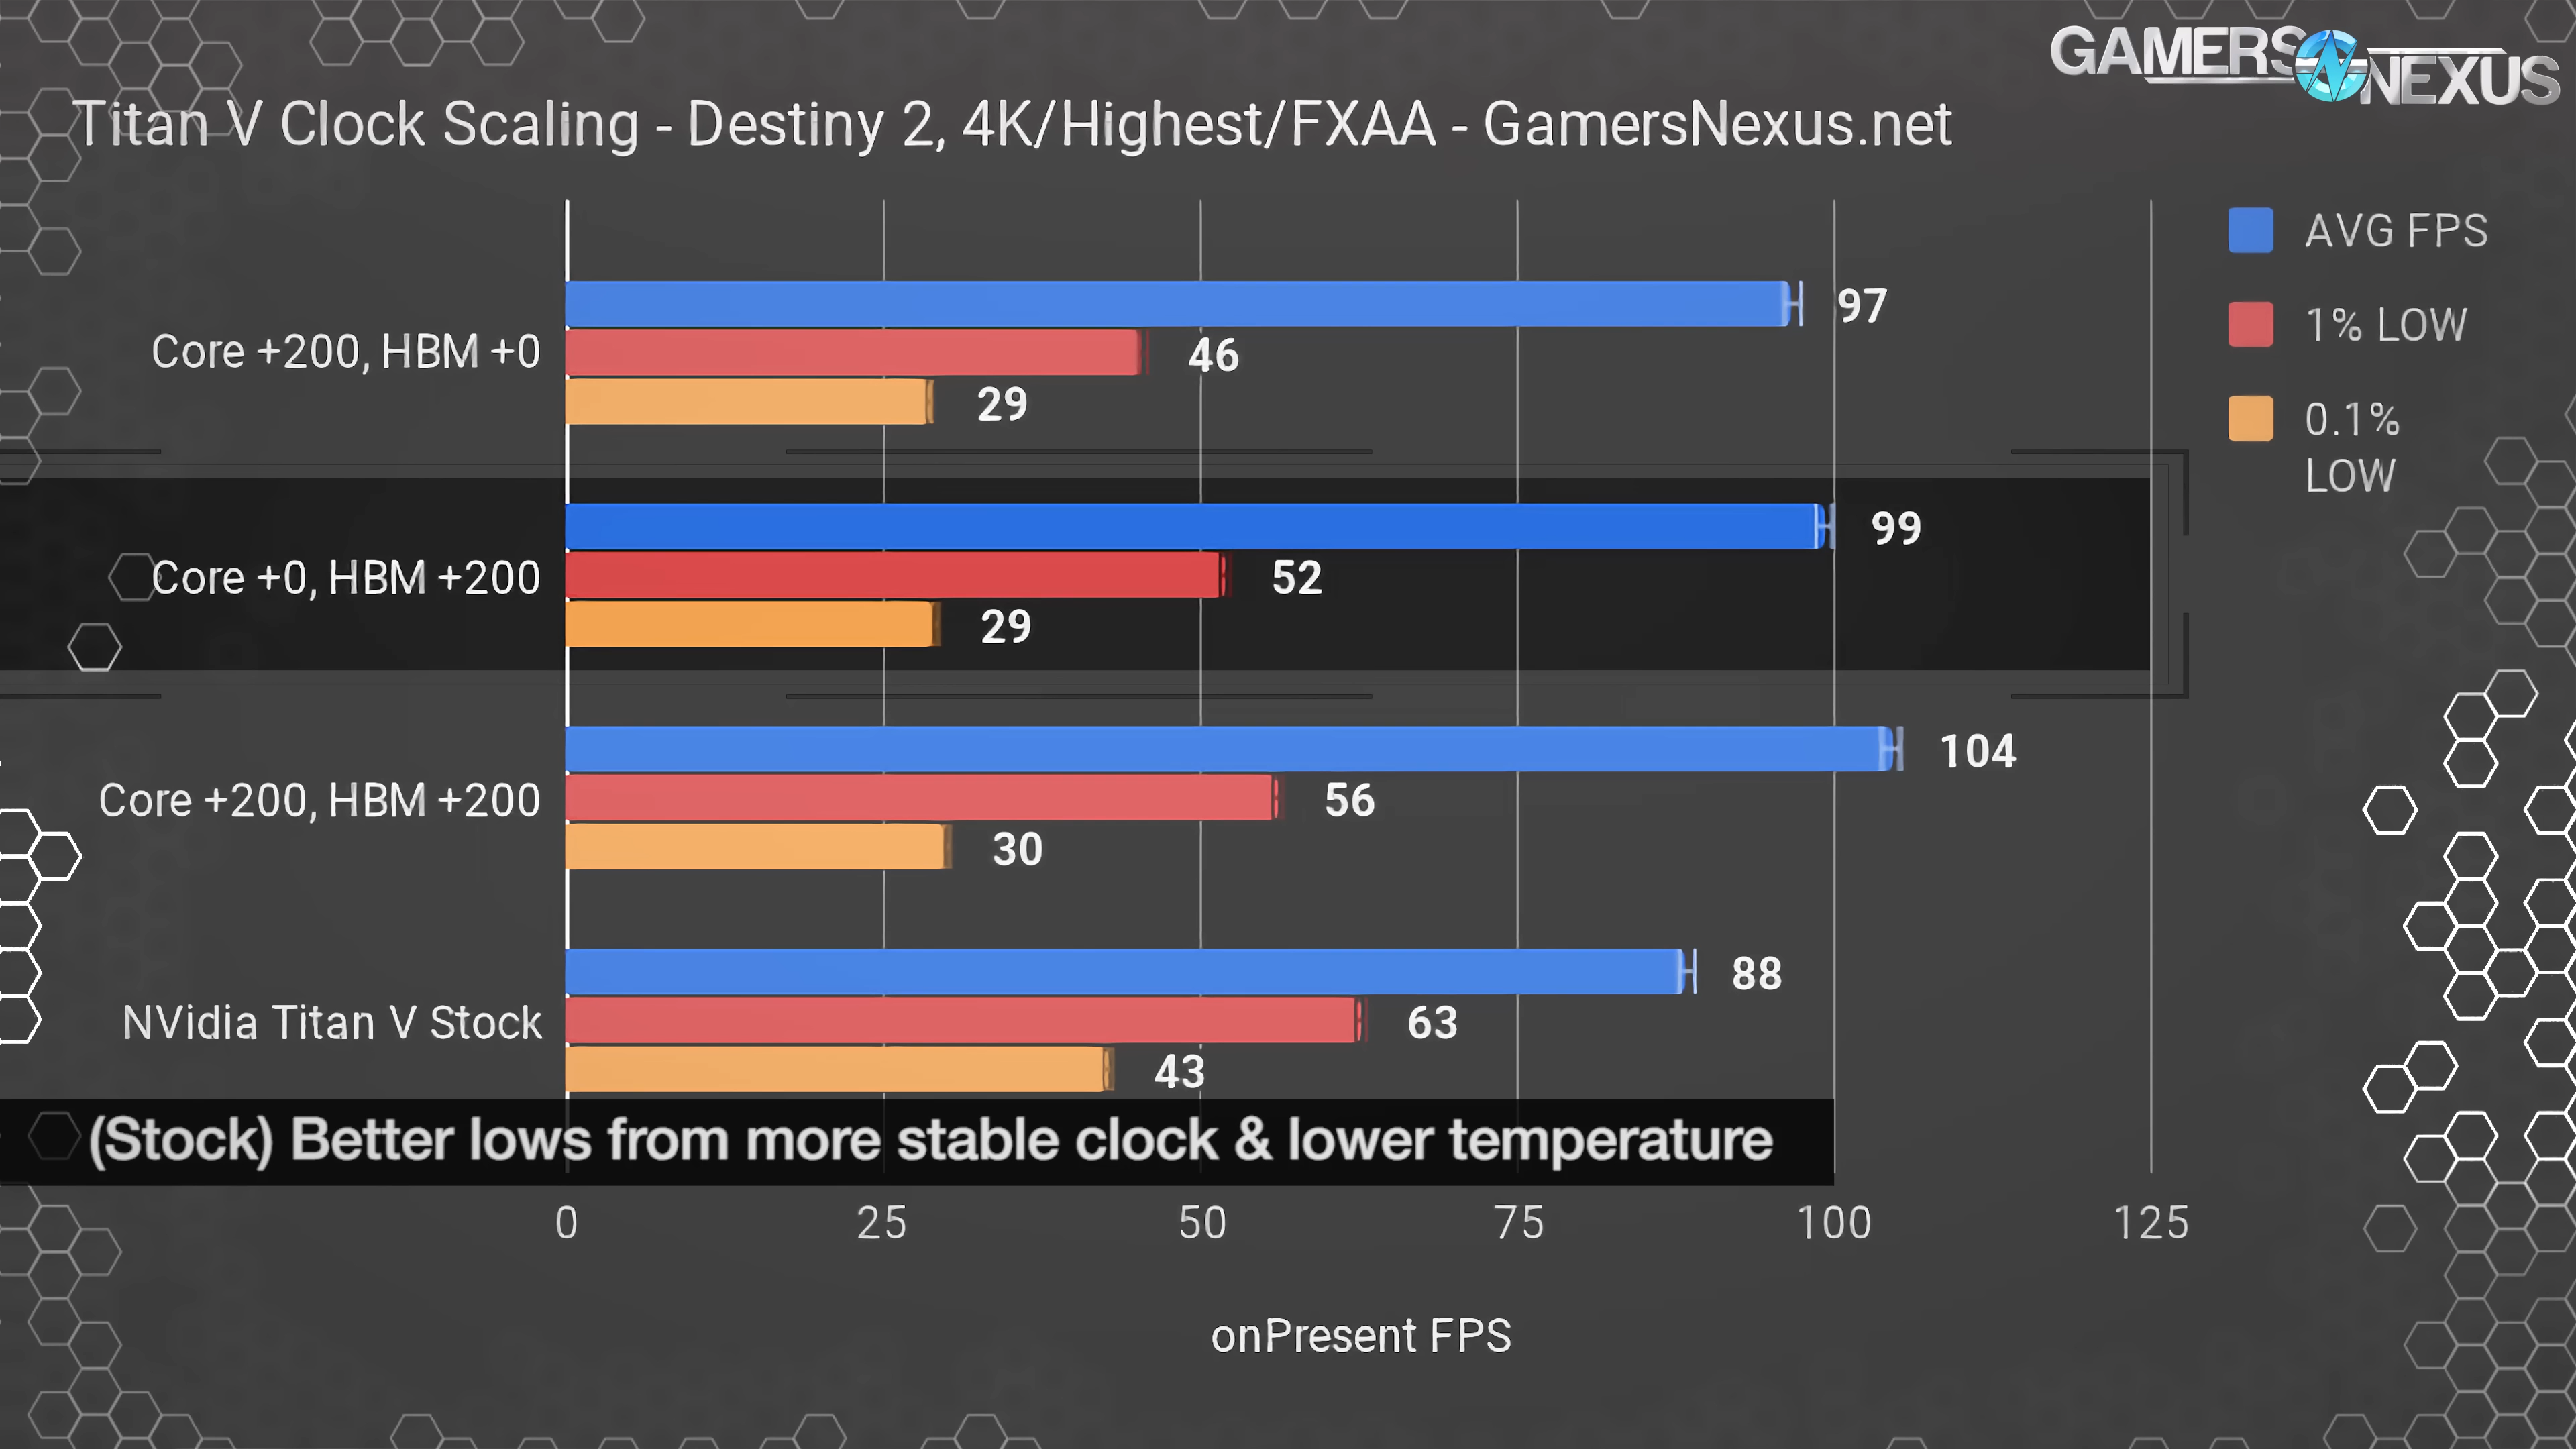 GAMERS NEXUS
Titan V Clock Scaling - Destiny 2, 4K/Highest/FXAA - GamersNexus.net
AVG FPS
1% LOW
0.1%
LOW
Core +200, HBM +0
97
46
29
Core +0, HBM +200
99
52
29
Core +200, HBM +200
104
56
30
NVidia Titan V Stock
88
63
43
(Stock) Better lows from more stable clock & lower temperature
0 25 50 75 100 125
onPresent FPS